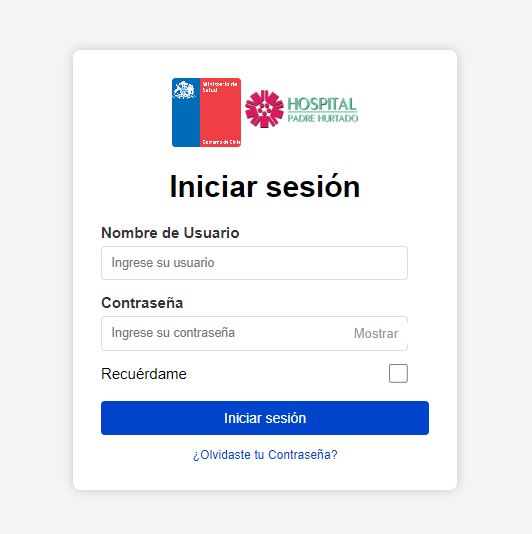 Ministerio de
Salud
Gobierno de Chile
HOSPITAL
PADRE HURTADO
Iniciar sesión
Nombre de Usuario
Ingrese su usuario
Contraseña
Ingrese su contraseña Mostrar
Recuérdame
Iniciar sesión
¿Olvidaste tu Contraseña?